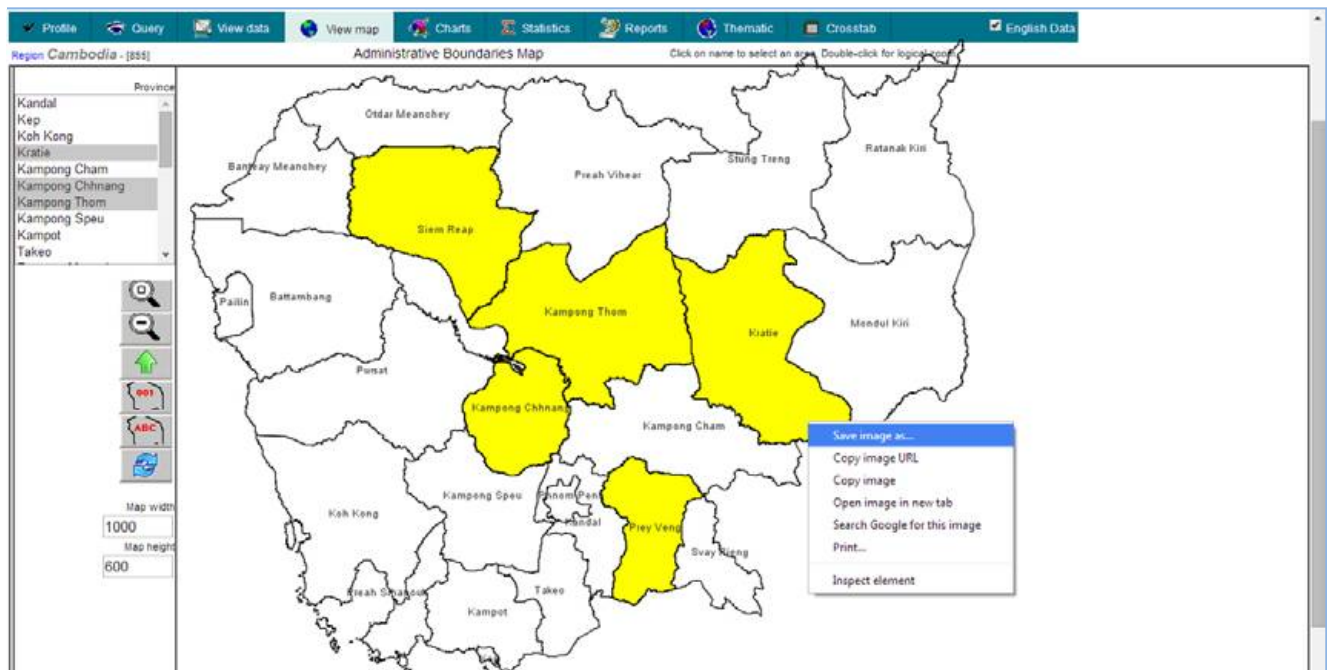 Profile Query View data View map Charts Statistics Reports Thematic Crosstab English Data
Region Cambodia - [855] Administrative Boundaries Map Click on name to select an area, Double-click for logical zoom
Province
Kandal
Kep
Koh Kong
Kratie
Kampong Cham
Kampong Chhnang
Kampong Thom
Kampong Speu
Kampot
Takeo
001
ABC
Map width
1000
Map height
600
Otdar Meanchey
Banteay Meanchey
Preah Vihear
Stung Treng
Ratanak Kiri
Siem Reap
Pailin
Battambang
Kampong Thom
Kratie
Mondul Kiri
Pursat
Kampong Chhnang
Kampong Cham
Koh Kong
Kampong Speu
Phnom Penh
Kandal
Prey Veng
Svay Rieng
Preah Sihanouk
Kampot
Takeo
Save image as...
Copy image URL
Copy image
Open image in new tab
Search Google for this image
Print...
Inspect element